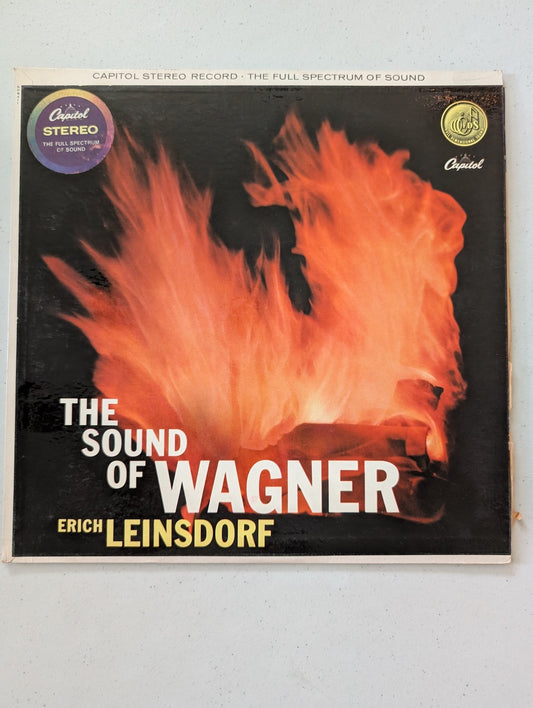 CAPITOL STEREO RECORD · THE FULL SPECTRUM OF SOUND
Capitol
STEREO
THE FULL SPECTRUM
OF SOUND
Capitol
THE
SOUND
OF WAGNER
ERICH LEINSDORF